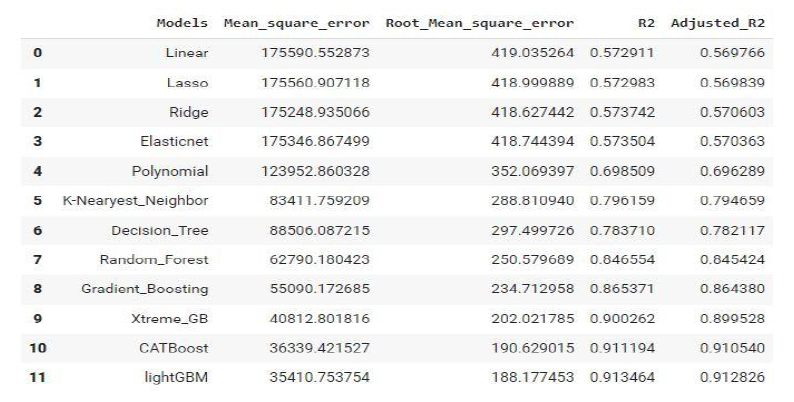 Models Mean_square_error Root_Mean_square_error R2 Adjusted_R2
0 Linear 175590.552873 419.035264 0.572911 0.569766
1 Lasso 175560.907118 418.999889 0.572983 0.569839
2 Ridge 175248.935066 418.627442 0.573742 0.570603
3 Elasticnet 175346.867499 418.744394 0.573504 0.570363
4 Polynomial 123952.860328 352.069397 0.698509 0.696289
5 K-Nearyest_Neighbor 83411.759209 288.810940 0.796159 0.794659
6 Decision_Tree 88506.087215 297.499726 0.783710 0.782117
7 Random_Forest 62790.180423 250.579689 0.846554 0.845424
8 Gradient_Boosting 55090.172685 234.712958 0.865371 0.864380
9 Xtreme_GB 40812.801816 202.021785 0.900262 0.899528
10 CATBoost 36339.421527 190.629015 0.911194 0.910540
11 lightGBM 35410.753754 188.177453 0.913464 0.912826